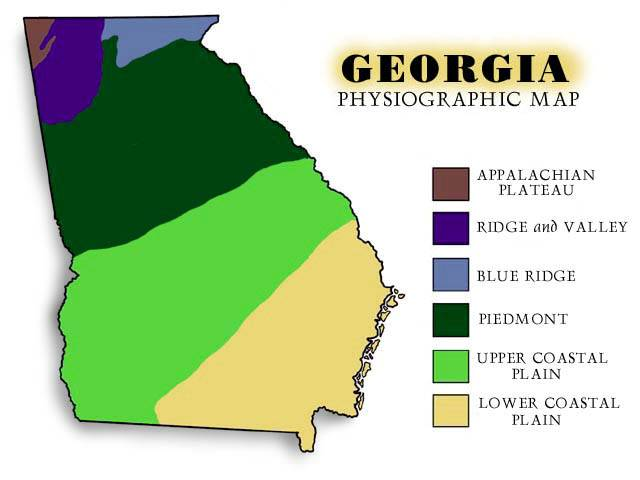 GEORGIA
PHYSIOGRAPHIC MAP
APPALACHIAN
PLATEAU
RIDGE and VALLEY
BLUE RIDGE
PIEDMONT
UPPER COASTAL
PLAIN
LOWER COASTAL
PLAIN